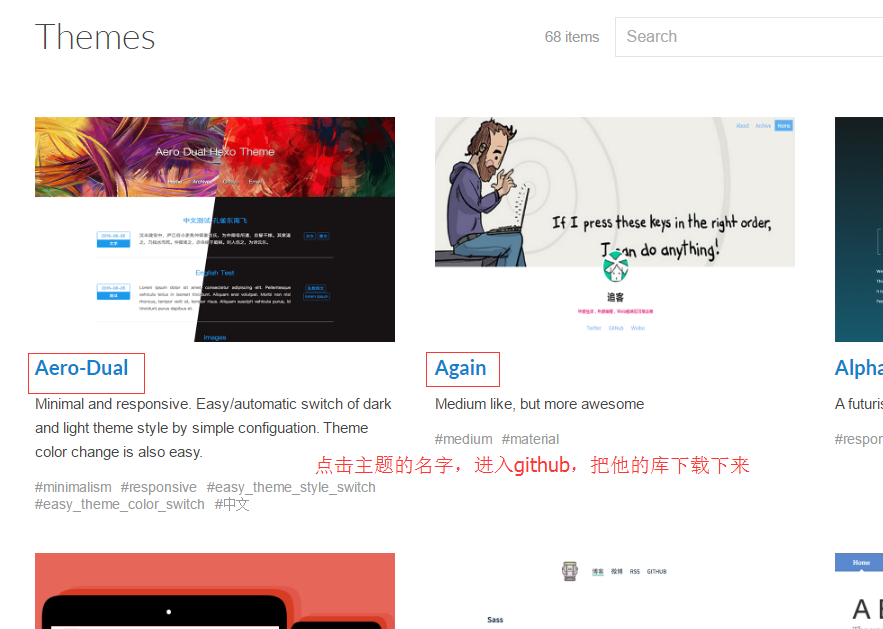 Themes
68 items
Search
Aero Dual Hexo Theme
中文测试-孔雀东南飞
English Test
Images
About Archive Home
If I press these keys in the right order,
I can do anything!
追客
Twitter GitHub Weibo
Aero-Dual
Minimal and responsive. Easy/automatic switch of dark
and light theme style by simple configuation. Theme
color change is also easy.
#minimalism #responsive #easy_theme_style_switch
#easy_theme_color_switch #中文
Again
Medium like, but more awesome
#medium #material
Alpha
A futuris
#respor
点击主题的名字，进入github，把他的库下载下来
博客 微博 RSS GITHUB
Sass
Home